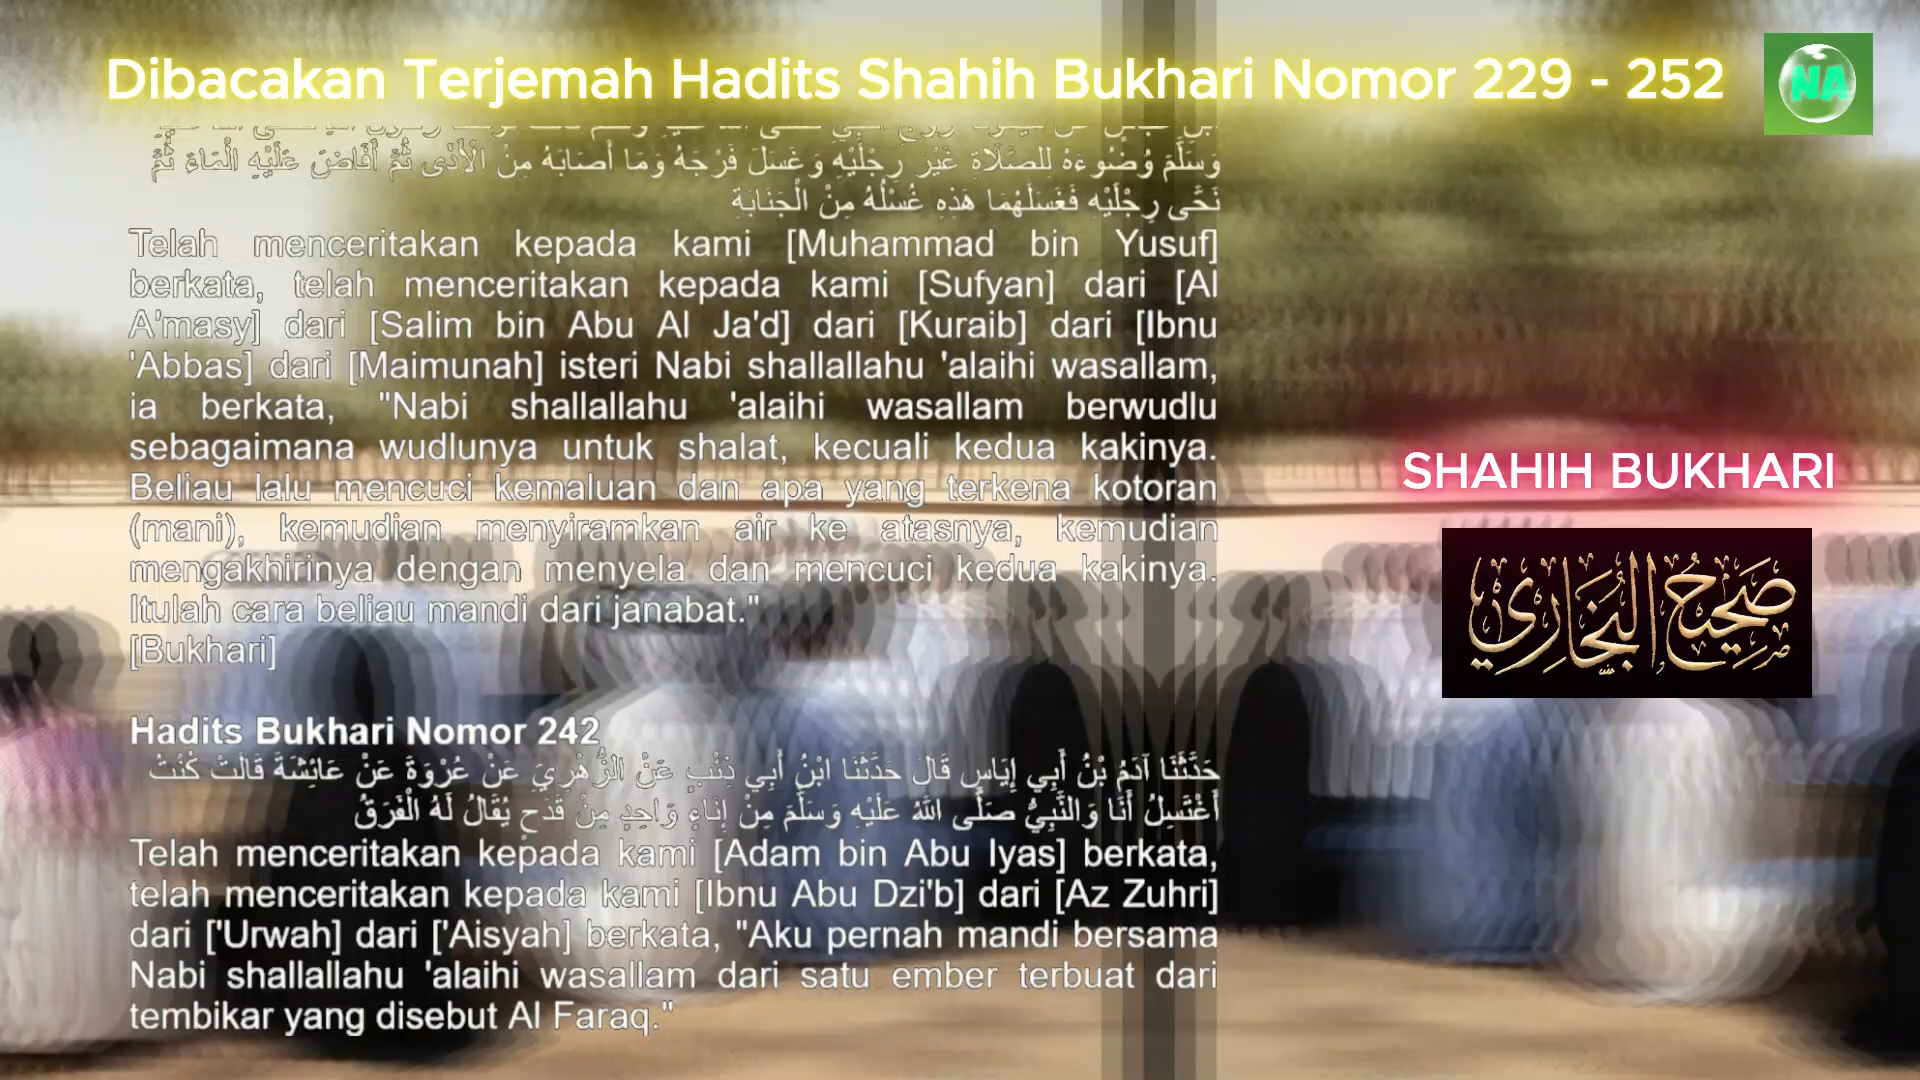 Dibacakan Terjemah Hadits Shahih Bukhari Nomor 229 - 252
NA
وَسَلَّمَ وُضُوءَهُ لِلصَّلَاةِ غَيْرَ رِجْلَيْهِ وَغَسَلَ فَرْجَهُ وَمَا أَصَابَهُ مِنْ الْأَذَى ثُمَّ أَفَاضَ عَلَيْهِ الْمَاءَ ثُمَّ
نَحَّى رِجْلَيْهِ فَغَسَلَهُمَا هَذِهِ غُسْلُهُ مِنْ الْجَنَابَةِ
Telah menceritakan kepada kami [Muhammad bin Yusuf]
berkata, telah menceritakan kepada kami [Sufyan] dari [Al
A'masy] dari [Salim bin Abu Al Ja'd] dari [Kuraib] dari [Ibnu
'Abbas] dari [Maimunah] isteri Nabi shallallahu 'alaihi wasallam,
ia berkata, "Nabi shallallahu 'alaihi wasallam berwudlu
sebagaimana wudlunya untuk shalat, kecuali kedua kakinya.
Beliau lalu mencuci kemaluan dan apa yang terkena kotoran
(mani), kemudian menyiramkan air ke atasnya, kemudian
mengakhirinya dengan menyela dan mencuci kedua kakinya.
Itulah cara beliau mandi dari janabat."
[Bukhari]
Hadits Bukhari Nomor 242
حَدَّثَنَا آدَمُ بْنُ أَبِي إِيَاسٍ قَالَ حَدَّثَنَا ابْنُ أَبِي ذِئْبٍ عَنْ الزُّهْرِيِّ عَنْ عُرْوَةَ عَنْ عَائِشَةَ قَالَتْ كُنْتُ
أَغْتَسِلُ أَنَا وَالنَّبِيُّ صَلَّى اللَّهُ عَلَيْهِ وَسَلَّمَ مِنْ إِنَاءٍ وَاحِدٍ مِنْ قَدَحٍ يُقَالُ لَهُ الْفَرَقُ
Telah menceritakan kepada kami [Adam bin Abu Iyas] berkata,
telah menceritakan kepada kami [Ibnu Abu Dzi'b] dari [Az Zuhri]
dari ['Urwah] dari ['Aisyah] berkata, "Aku pernah mandi bersama
Nabi shallallahu 'alaihi wasallam dari satu ember terbuat dari
tembikar yang disebut Al Faraq."
SHAHIH BUKHARI
صَحِيحُ الْبُخَارِي